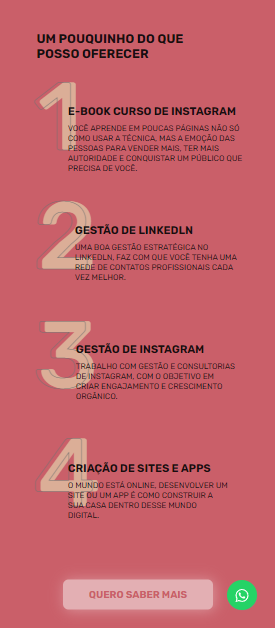 UM POUQUINHO DO QUE
POSSO OFERECER
1
E-BOOK CURSO DE INSTAGRAM
VOCÊ APRENDE EM POUCAS PÁGINAS NÃO SÓ
COMO USAR A TÉCNICA, MAS A EMOÇÃO DAS
PESSOAS PARA VENDER MAIS, TER MAIS
AUTORIDADE E CONQUISTAR UM PÚBLICO QUE
PRECISA DE VOCÊ.
2
GESTÃO DE LINKEDLN
UMA BOA GESTÃO ESTRATÉGICA NO
LINKEDLN, FAZ COM QUE VOCÊ TENHA UMA
REDE DE CONTATOS PROFISSIONAIS CADA
VEZ MELHOR.
3
GESTÃO DE INSTAGRAM
TRABALHO COM GESTÃO E CONSULTORIAS
DE INSTAGRAM, COM O OBJETIVO EM
CRIAR ENGAJAMENTO E CRESCIMENTO
ORGÂNICO.
4
CRIAÇÃO DE SITES E APPS
O MUNDO ESTÁ ONLINE, DESENVOLVER UM
SITE OU UM APP É COMO CONSTRUIR A
SUA CASA DENTRO DESSE MUNDO
DIGITAL.
QUERO SABER MAIS